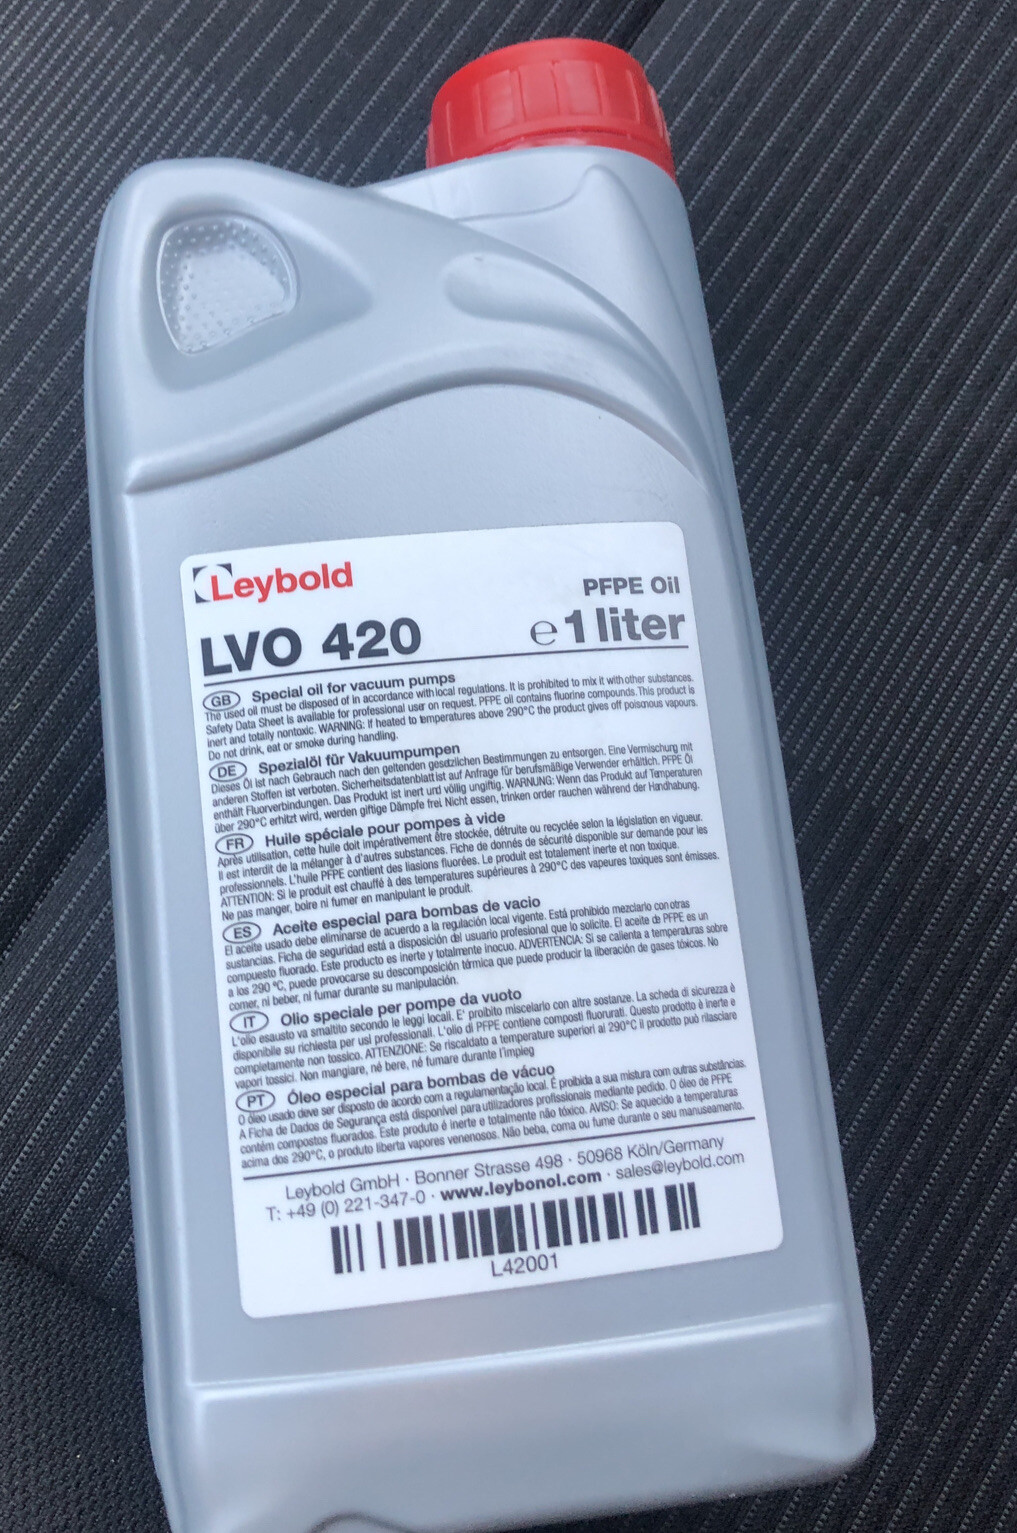 Leybold
PFPE Oil
LVO 420
e 1 liter
GB Special oil for vacuum pumps
The used oil must be disposed of in accordance with local regulations. It is prohibited to mix it with other substances.
Safety Data Sheet is available for professional user on request. PFPE oil contains fluorine compounds. This product is
inert and totally nontoxic. WARNING: If heated to temperatures above 290°C the product gives off poisnous vapours.
Do not drink, eat or smoke during handling.
DE Spezialöl für Vakuumpumpen
Dieses Öl ist nach Gebrauch nach den geltenden gesetzlichen Bestimmungen zu entsorgen. Eine Vermischung mit
anderen Stoffen ist verboten. Sicherheitsdatenblatt ist auf Anfrage für berufsmäßige Verwender erhältlich. PFPE Öl
enthält Fluorverbindungen. Das Produkt ist inert und völlig ungiftig. WARNUNG: Wenn das Produkt auf Temperaturen
über 290°C erhitzt wird, werden giftige Dämpfe frei Nicht essen, trinken order rauchen während der Handhabung.
FR Huile spéciale pour pompes à vide
Après utilisation, cette huile doit impérativement être stockée, détruite ou recyclée selon la législation en vigueur.
Il est interdit de la mélanger à d'autres substances. Fiche de donnés de sécurité disponible sur demande pour les
professionnels. L'huile PFPE contient des liasions fluorées. Le produit est totalement inerte et non toxique.
ATTENTION: Si le produit est chauffé à des temperatures supérieures à 290°C des vapeures toxiques sont émisses.
Ne pas manger, boire ni fumer en manipulant le produit.
ES Aceite especial para bombas de vacio
El aceite usado debe eliminarse de acuerdo a la regulación local vigente. Está prohibido mezclarlo con otras
sustancias. Ficha de seguridad está a disposición del usuario profesional que lo solicite. El aceite de PFPE es un
compuesto fluorado. Este producto es inerte y totalmente inocuo. ADVERTENCIA: Si se calienta a temperaturas sobre
a los 290 °C, puede provocarse su descomposición térmica que puede producir la liberación de gases tóxicos. No
comer, ni beber, ni fumar durante su manipulación.
IT Olio speciale per pompe da vuoto
L'olio esausto va smaltito secondo le leggi locali. E' proibito miscelarlo con altre sostanze. La scheda di sicurezza è
disponibile su richiesta per usi professionali. L'olio di PFPE contiene composti fluorurati. Questo prodotto è inerte e
completamente non tossico. ATTENZIONE: Se riscaldato a temperature superiori ai 290°C il prodotto può rilasciare
vapori tossici. Non mangiare, né bere, né fumare durante l'impieg
PT Óleo especial para bombas de vácuo
O óleo usado deve ser disposto de acordo com a regulamentação local. É proibida a sua mistura com outras substâncias.
A Ficha de Dados de Segurança está disponível para utilizadores profissionais mediante pedido. O óleo de PFPE
contém compostos fluorados. Este produto é inerte e totalmente não tóxico. AVISO: Se aquecido a temperaturas
acima dos 290°C, o produto liberta vapores venenosos. Não beba, coma ou fume durante o seu manuseamento.
Leybold GmbH · Bonner Strasse 498 · 50968 Köln/Germany
T: +49 (0) 221-347-0 · www.leybonol.com · sales@leybold.com
L42001